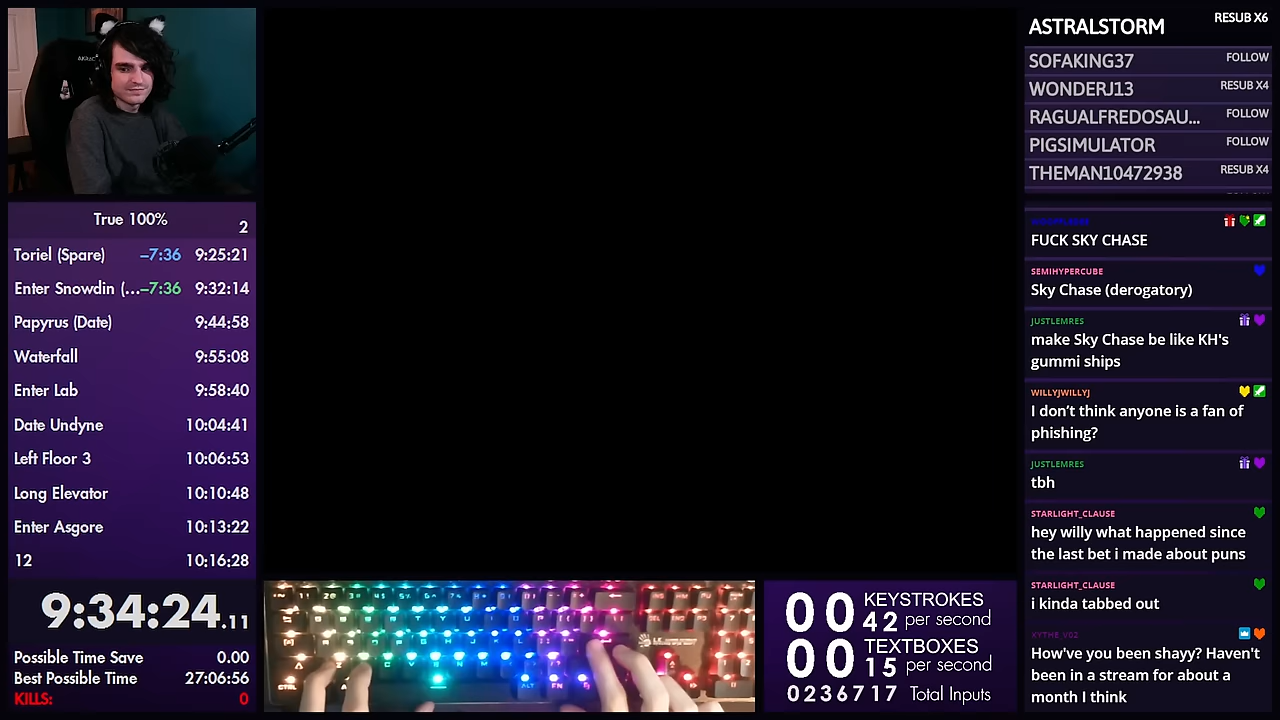 True 100%
2
Toriel (Spare) −7:36 9:25:21
Enter Snowdin (... −7:36 9:32:14
Papyrus (Date) 9:44:58
Waterfall 9:55:08
Enter Lab 9:58:40
Date Undyne 10:04:41
Left Floor 3 10:06:53
Long Elevator 10:10:48
Enter Asgore 10:13:22
12 10:16:28
9:34:24.11
Possible Time Save 0.00
Best Possible Time 27:06:56
KILLS: 0
00.42 KEYSTROKES per second
00.15 TEXTBOXES per second
0236717 Total Inputs
ASTRALSTORM RESUB X6
SOFAKING37 FOLLOW
WONDERJ13 RESUB X4
RAGUALFREDOSAU... FOLLOW
PIGSIMULATOR FOLLOW
THEMAN10472938 RESUB X4
FUCK SKY CHASE
SEMIHYPERCUBE
Sky Chase (derogatory)
JUSTLEMRES
make Sky Chase be like KH's
gummi ships
WILLYJWILLYJ
I don't think anyone is a fan of
phishing?
JUSTLEMRES
tbh
STARLIGHT_CLAUSE
hey willy what happened since
the last bet i made about puns
STARLIGHT_CLAUSE
i kinda tabbed out
XYTHE_V02
How've you been shayy? Haven't
been in a stream for about a
month I think